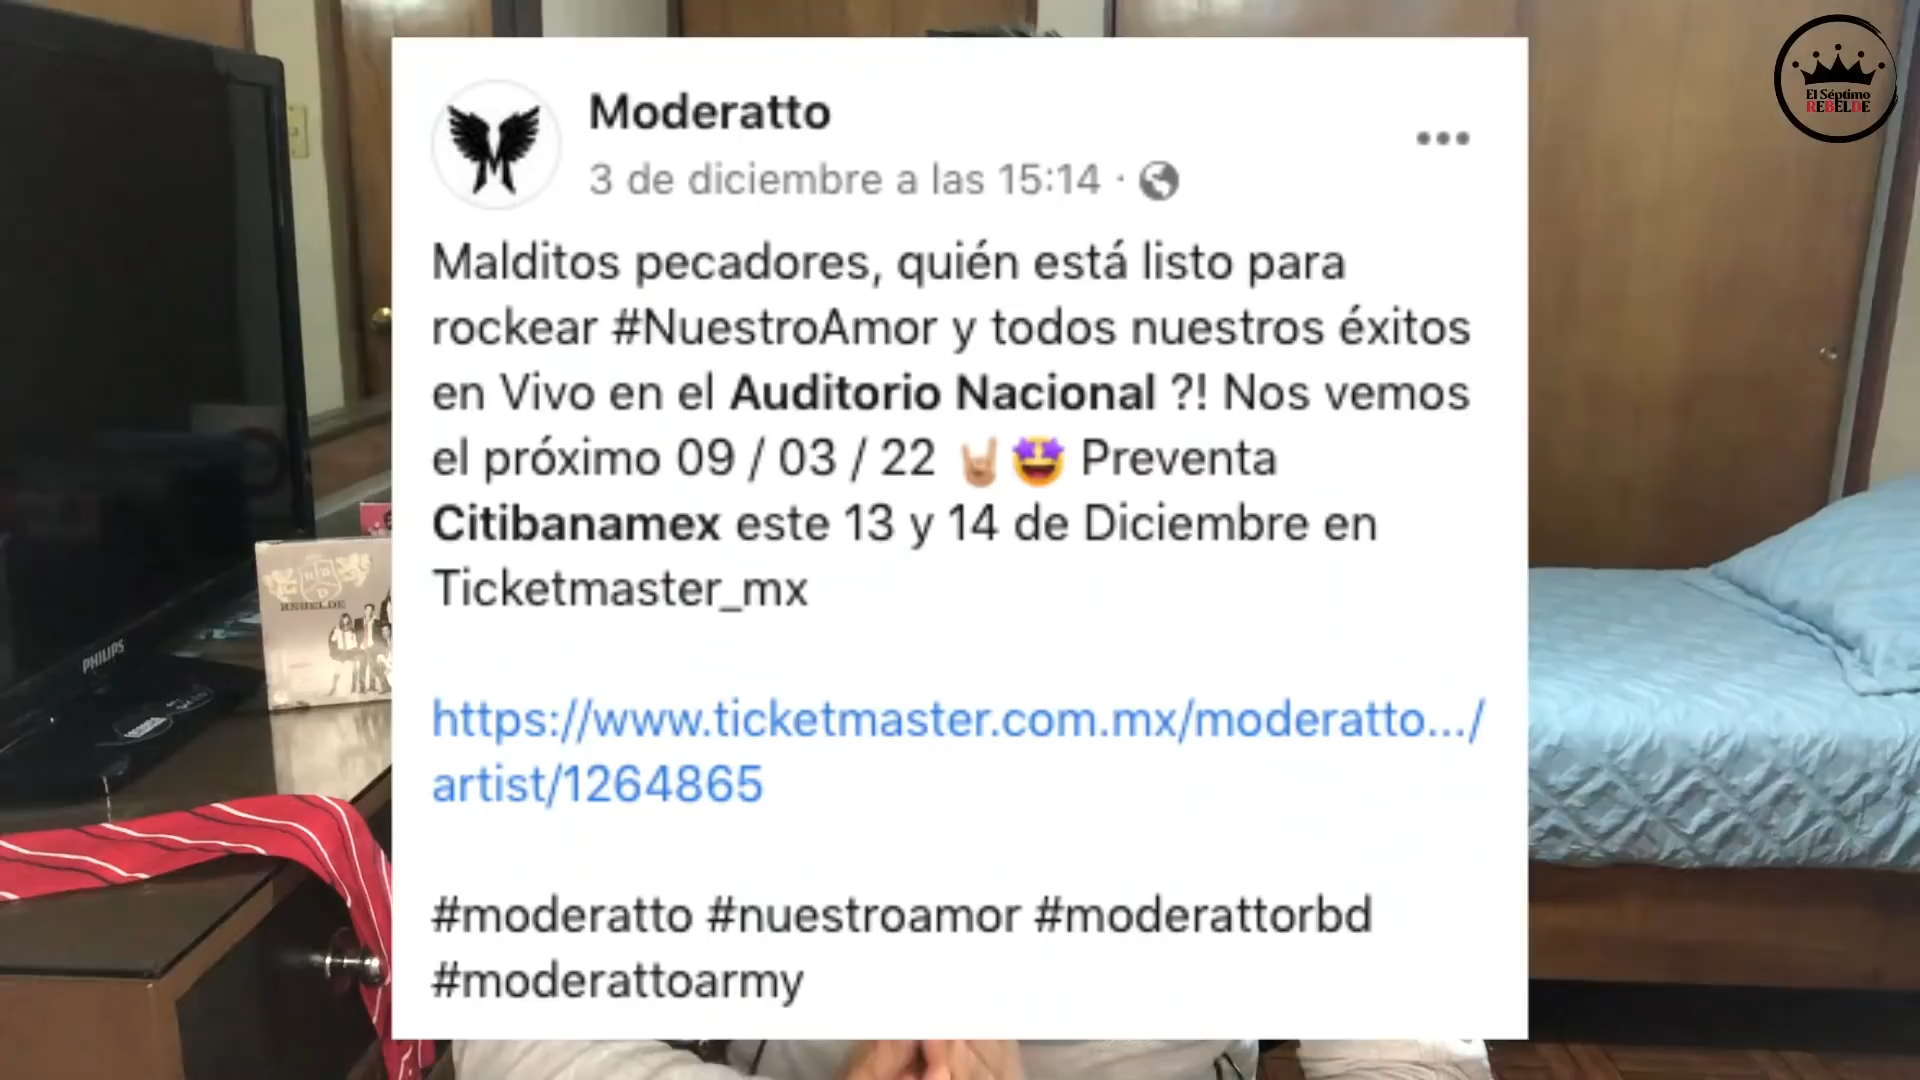 Moderatto
3 de diciembre a las 15:14 ·
Malditos pecadores, quién está listo para
rockear #NuestroAmor y todos nuestros éxitos
en Vivo en el Auditorio Nacional ?! Nos vemos
el próximo 09 / 03 / 22 🤘🏼🤩 Preventa
Citibanamex este 13 y 14 de Diciembre en
Ticketmaster_mx
https://www.ticketmaster.com.mx/moderatto.../
artist/1264865
#moderatto #nuestroamor #moderattorbd
#moderattoarmy
El Séptimo
REBELDE
PHILIPS
REBELDE